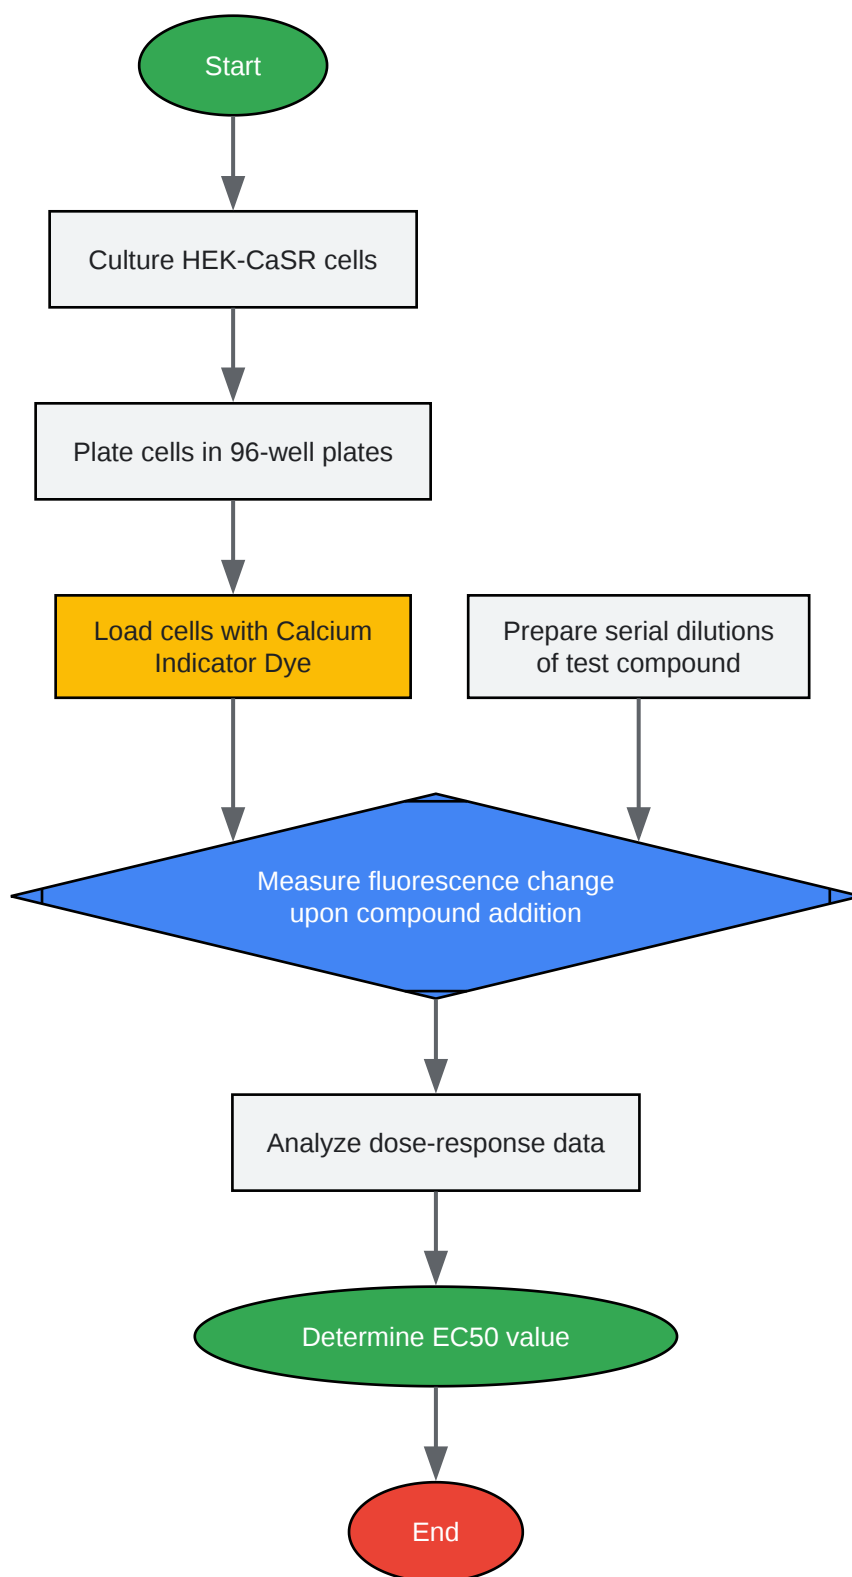 Start
Culture HEK-CaSR cells
Plate cells in 96-well plates
Load cells with Calcium
Indicator Dye
Prepare serial dilutions
of test compound
Measure fluorescence change
upon compound addition
Analyze dose-response data
Determine EC50 value
End